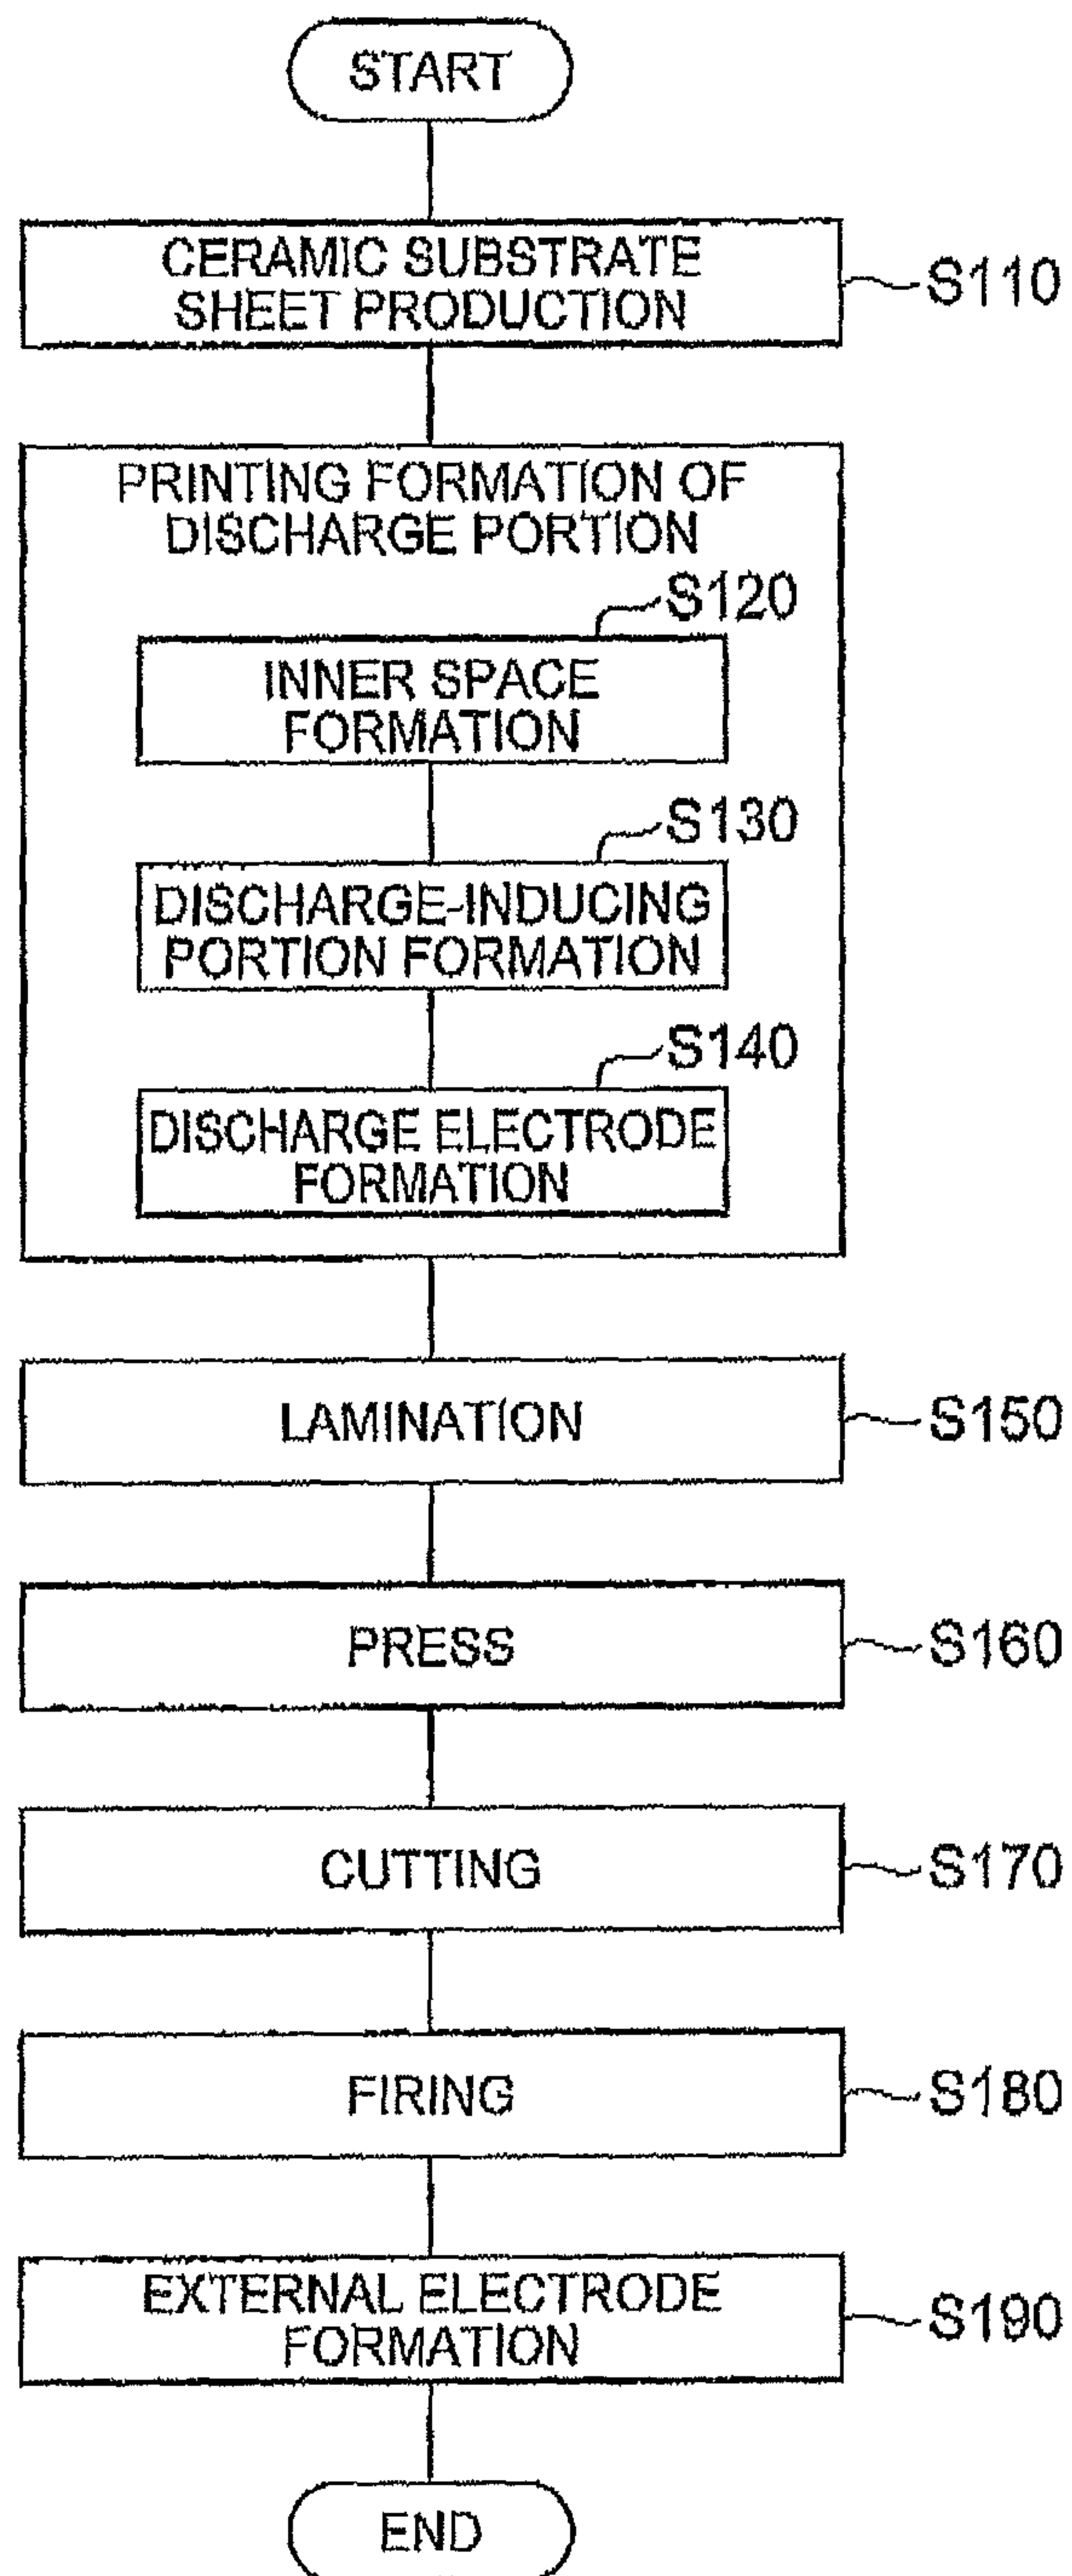 START
CERAMIC SUBSTRATE
SHEET PRODUCTION
S110
PRINTING FORMATION OF
DISCHARGE PORTION
S120
INNER SPACE
FORMATION
S130
DISCHARGE-INDUCING
PORTION FORMATION
S140
DISCHARGE ELECTRODE
FORMATION
LAMINATION
S150
PRESS
S160
CUTTING
S170
FIRING
S180
EXTERNAL ELECTRODE
FORMATION
S190
END